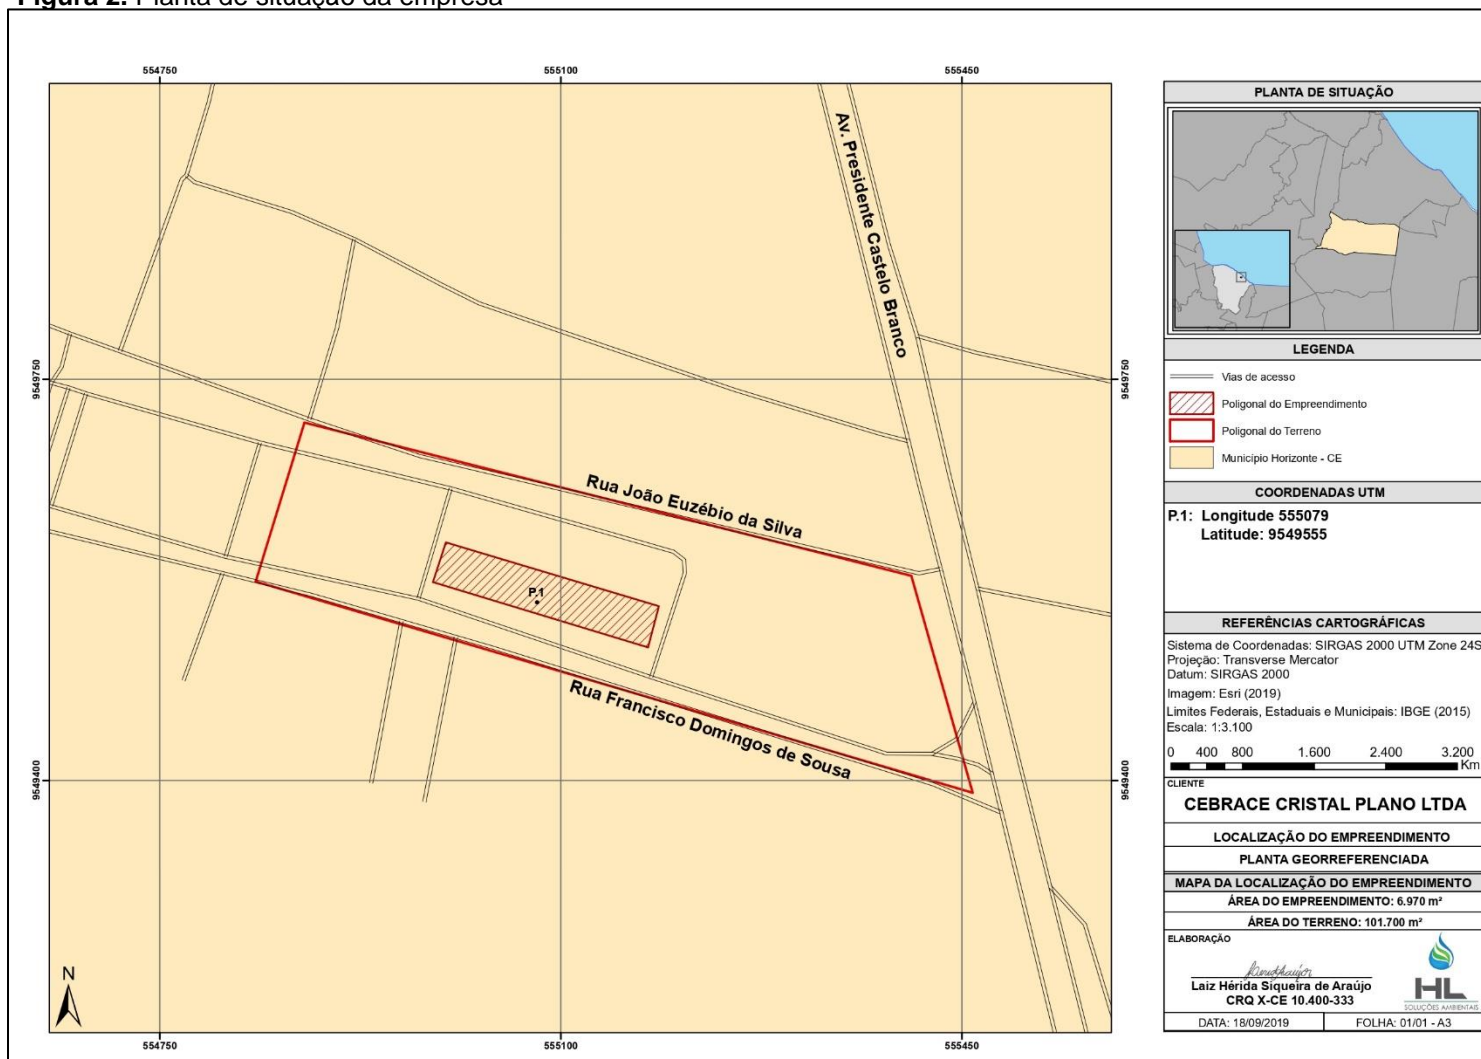 Figura 2. Planta de situação da empresa
554750
555100
555450
9549750
9549400
9549750
9549400
554750
555100
555450
Av. Presidente Castelo Branco
Rua João Euzébio da Silva
P.1
Rua Francisco Domingos de Sousa
N
PLANTA DE SITUAÇÃO
LEGENDA
Vias de acesso
Poligonal do Empreendimento
Poligonal do Terreno
Município Horizonte - CE
COORDENADAS UTM
P.1: Longitude 555079
Latitude: 9549555
REFERÊNCIAS CARTOGRÁFICAS
Sistema de Coordenadas: SIRGAS 2000 UTM Zone 24S
Projeção: Transverse Mercator
Datum: SIRGAS 2000
Imagem: Esri (2019)
Limites Federais, Estaduais e Municipais: IBGE (2015)
Escala: 1:3.100
0 400 800 1.600 2.400 3.200
Km
CLIENTE
CEBRACE CRISTAL PLANO LTDA
LOCALIZAÇÃO DO EMPREENDIMENTO
PLANTA GEORREFERENCIADA
MAPA DA LOCALIZAÇÃO DO EMPREENDIMENTO
ÁREA DO EMPREENDIMENTO: 6.970 m²
ÁREA DO TERRENO: 101.700 m²
ELABORAÇÃO
Laiz Hérida Siqueira de Araújo
CRQ X-CE 10.400-333
HL
SOLUÇÕES AMBIENTAIS
DATA: 18/09/2019
FOLHA: 01/01 - A3